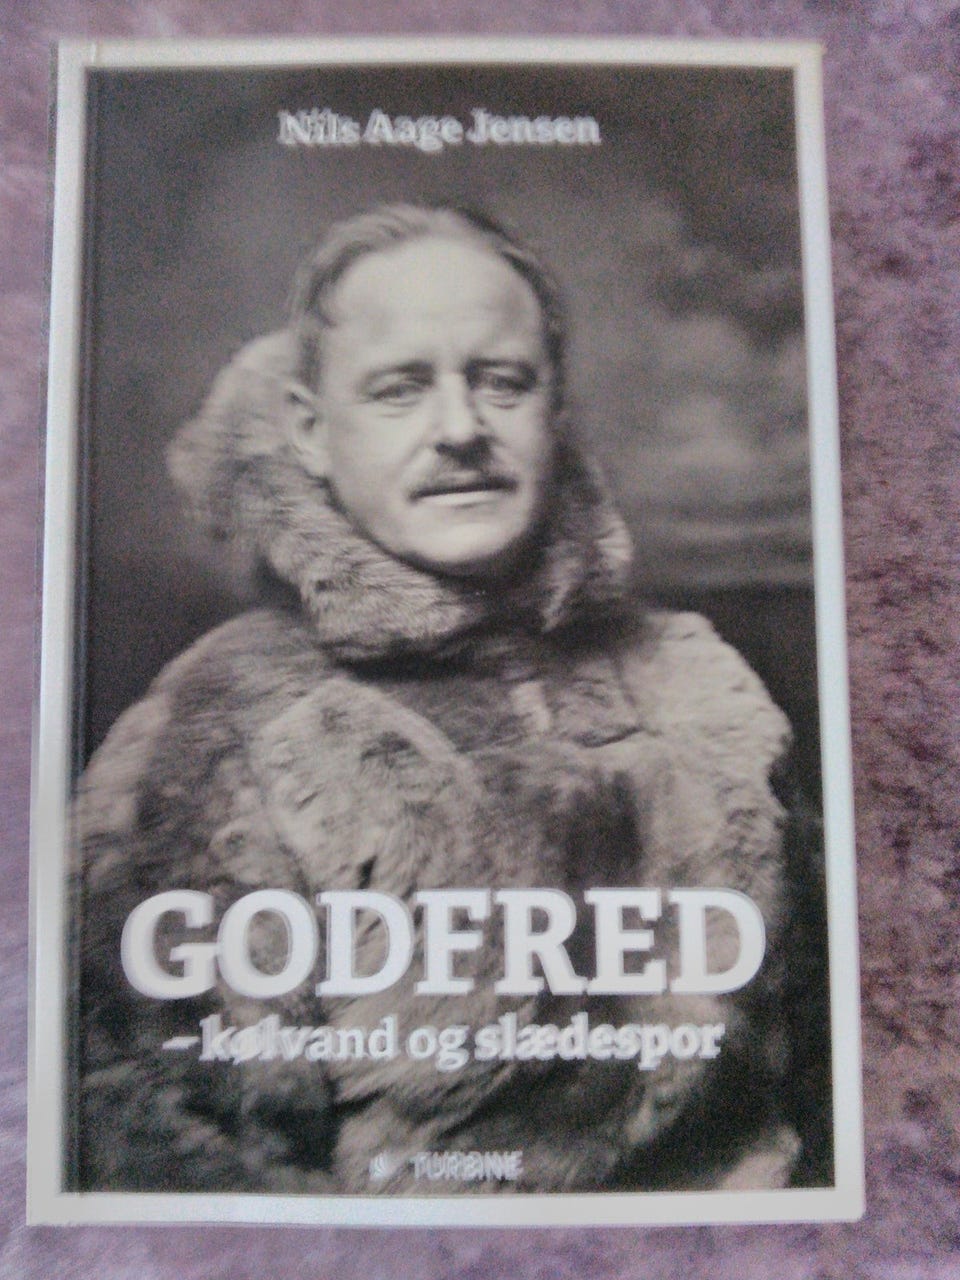 Nils Aage Jensen
GODFRED
– kølvand og slædespor
TURBINE